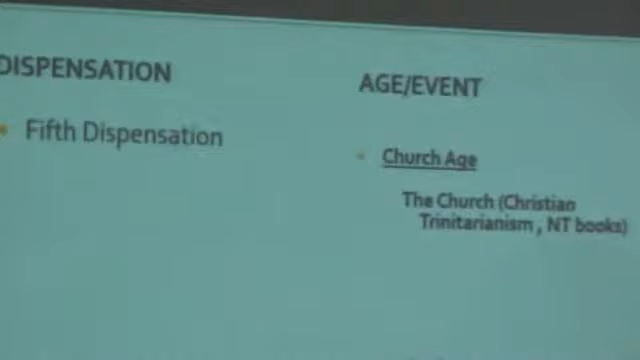 DISPENSATION
AGE/EVENT
Fifth Dispensation
Church Age
The Church (Christian
Trinitarianism , NT books)